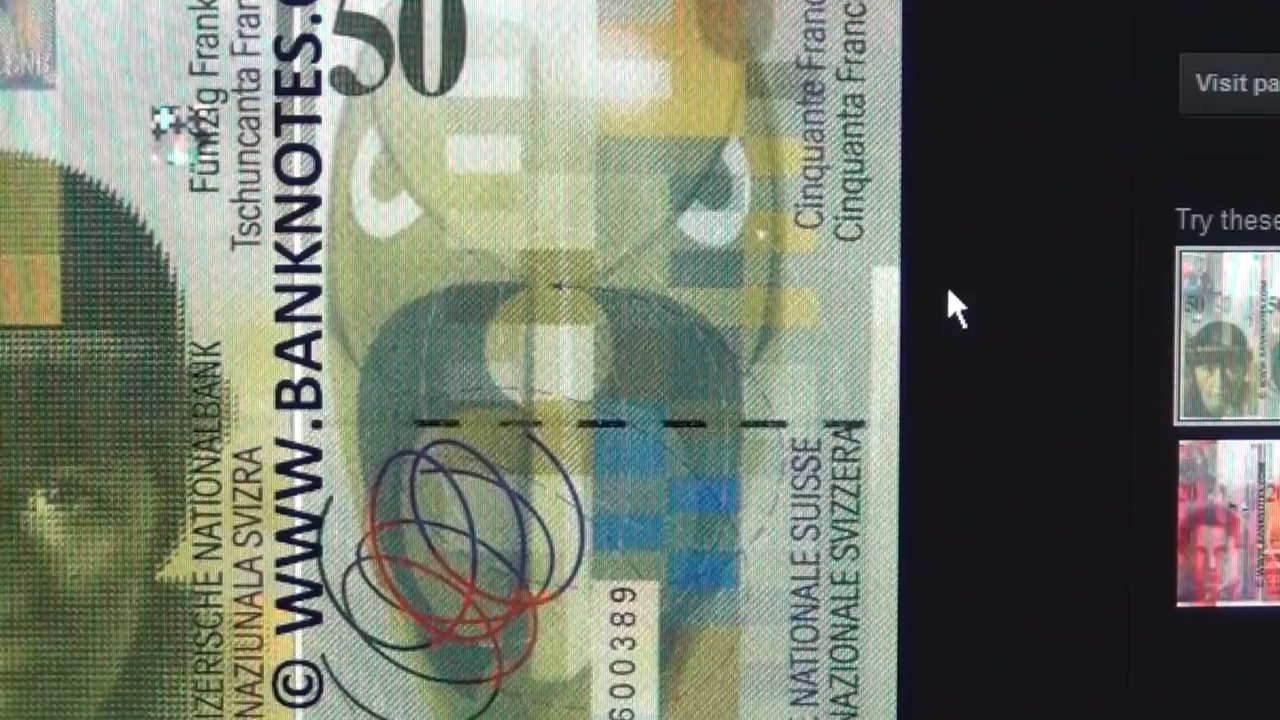 50
Fünfzig Frank
Tschuncanta Fran
© WWW.BANKNOTES.
IZERISCHE NATIONALBANK
NAZIUNALA SVIZRA
Cinquante Franc
Cinquanta Franc
NATIONALE SUISSE
NAZIONALE SVIZZERA
600389
Visit pa
Try these